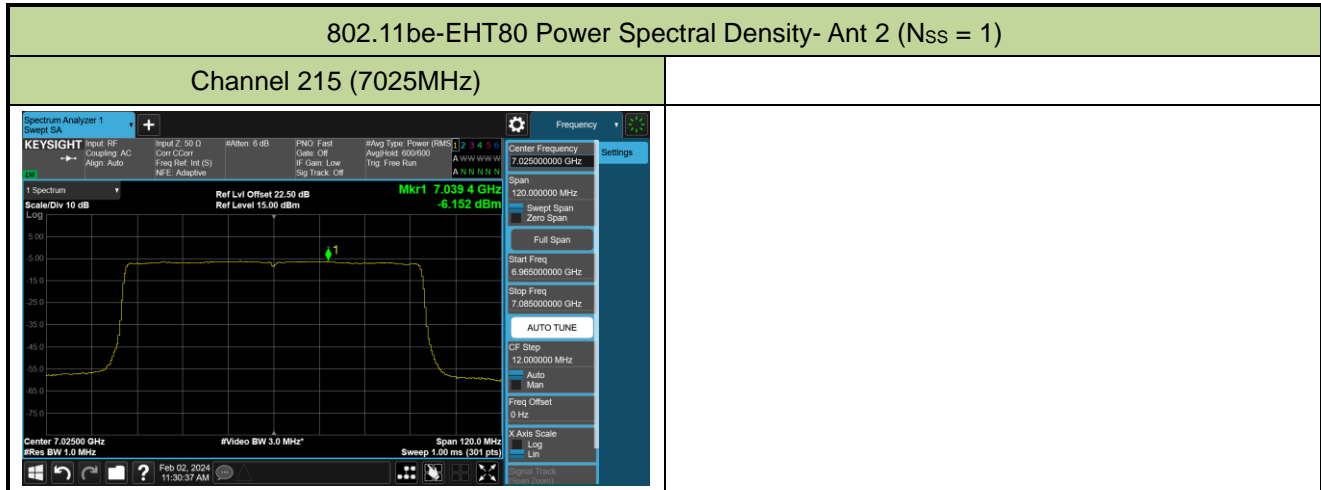 802.11be-EHT80 Power Spectral Density- Ant 2 (NSS = 1)
Channel 215 (7025MHz)
Spectrum Analyzer 1
Swept SA
+
Frequency
KEYSIGHT
Input: RF
Coupling: AC
Align: Auto
Input Z: 50 Ω
Corr CCorr
Freq Ref: Int (S)
NFE: Adaptive
#Atten: 6 dB
PNO: Fast
Gate: Off
IF Gain: Low
Sig Track: Off
#Avg Type: Power (RMS
Avg|Hold: 600/600
Trig: Free Run
1 2 3 4 5 6
A W W W W W
A N N N N N
LXI
1 Spectrum
Scale/Div 10 dB
Log
Ref Lvl Offset 22.50 dB
Ref Level 15.00 dBm
Mkr1 7.039 4 GHz
-6.152 dBm
5.00
-5.00
-15.0
-25.0
-35.0
-45.0
-55.0
-65.0
-75.0
1
Center 7.02500 GHz
#Res BW 1.0 MHz
#Video BW 3.0 MHz*
Span 120.0 MHz
Sweep 1.00 ms (301 pts)
Center Frequency
7.025000000 GHz
Settings
Span
120.000000 MHz
Swept Span
Zero Span
Full Span
Start Freq
6.965000000 GHz
Stop Freq
7.085000000 GHz
AUTO TUNE
CF Step
12.000000 MHz
Auto
Man
Freq Offset
0 Hz
X Axis Scale
Log
Lin
Signal Track
(Span Zoom)
?
Feb 02, 2024
11:30:37 AM